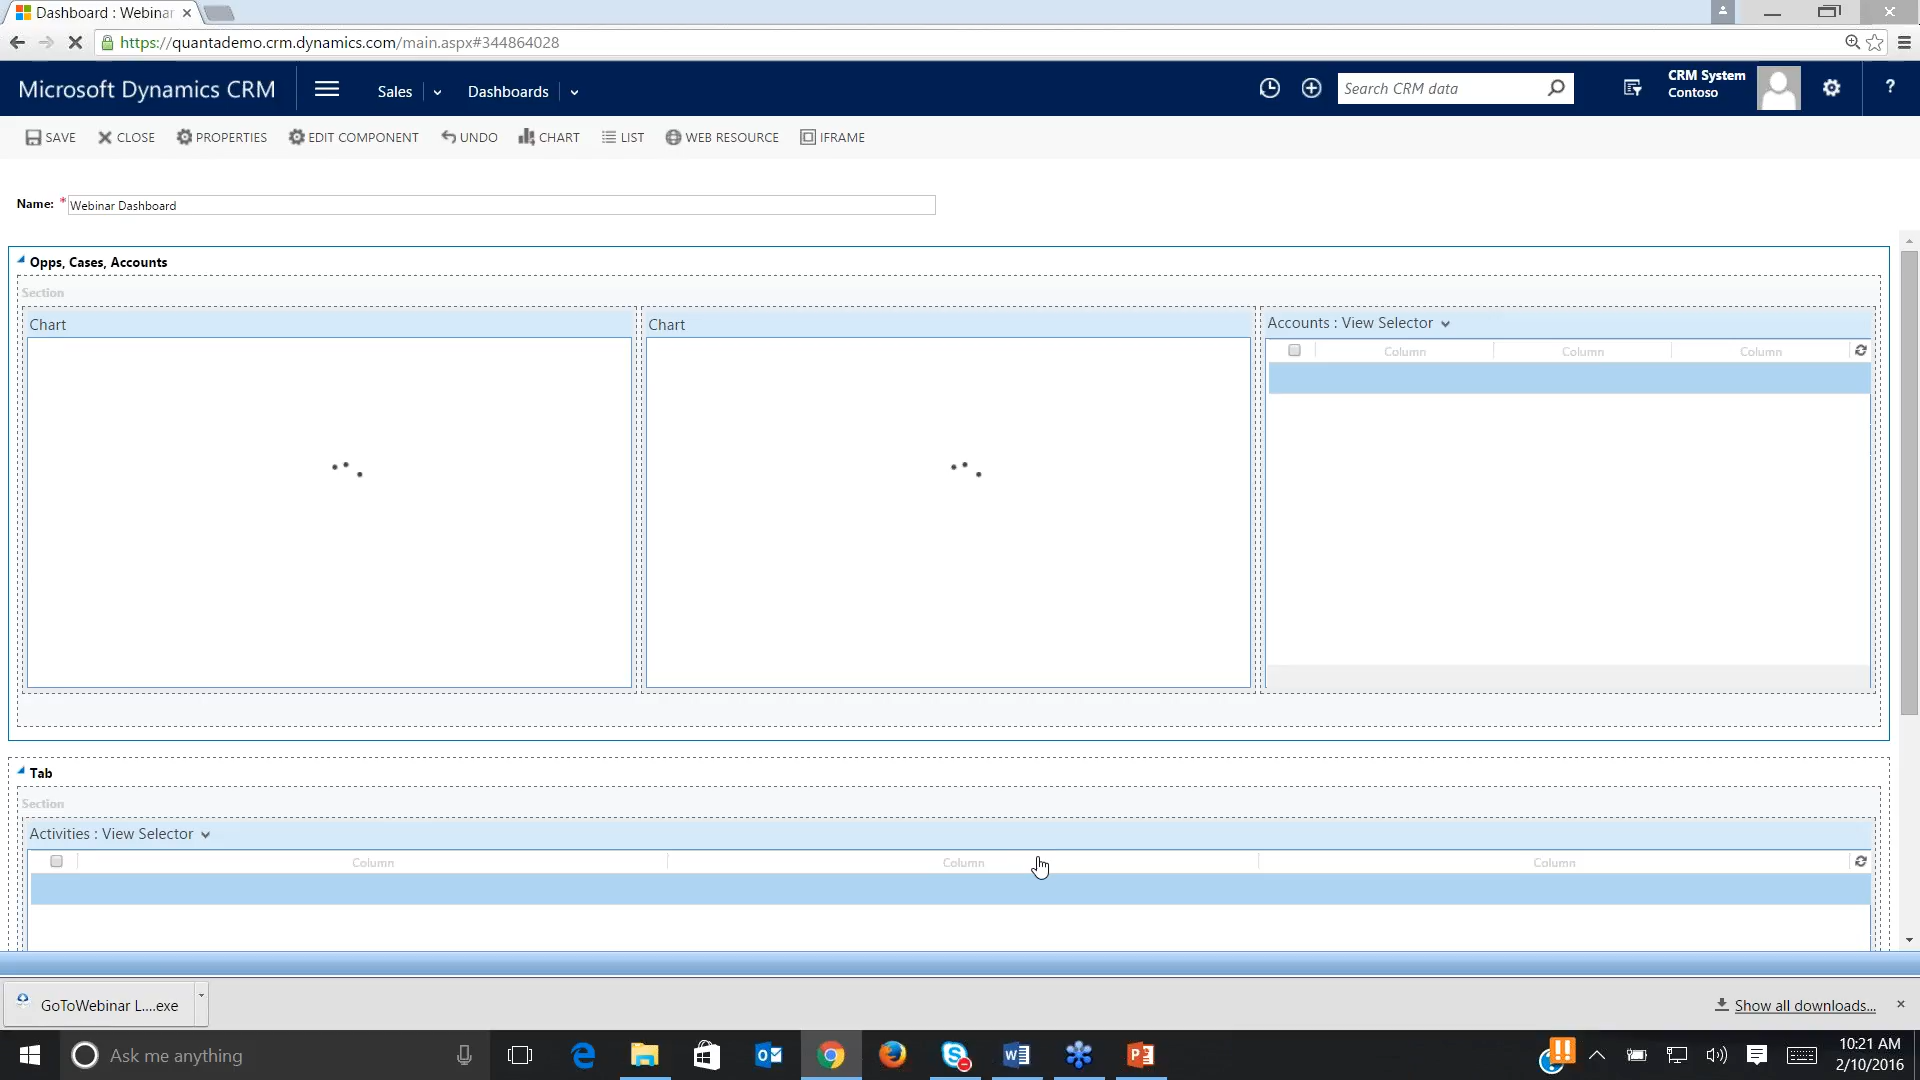 Dashboard : Webinar
https://quantademo.crm.dynamics.com/main.aspx#344864028
Microsoft Dynamics CRM
Sales
Dashboards
Search CRM data
CRM System
Contoso
?
SAVE
CLOSE
PROPERTIES
EDIT COMPONENT
UNDO
CHART
LIST
WEB RESOURCE
IFRAME
Name: *
Webinar Dashboard
Opps, Cases, Accounts
Section
Chart
Chart
Accounts : View Selector
Column
Column
Column
Tab
Section
Activities : View Selector
Column
Column
Column
GoToWebinar L....exe
Show all downloads...
Ask me anything
10:21 AM
2/10/2016